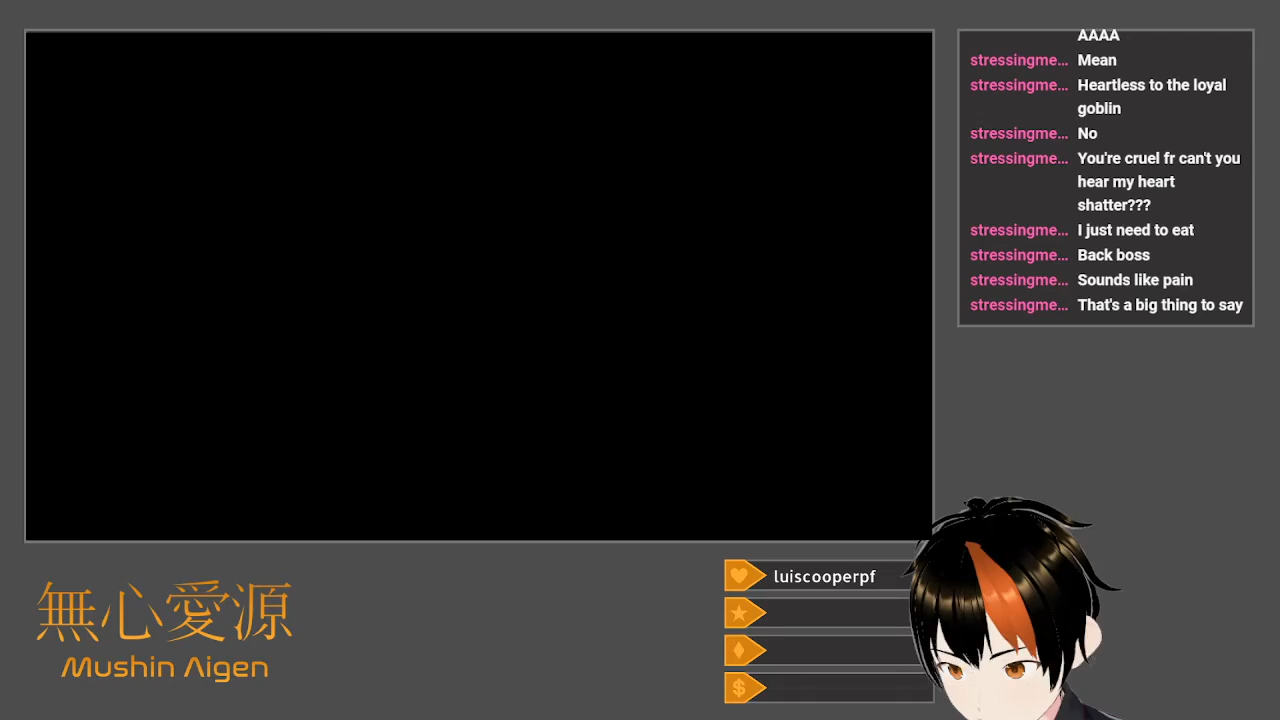 AAAA
stressingme... Mean
stressingme... Heartless to the loyal
goblin
stressingme... No
stressingme... You're cruel fr can't you
hear my heart
shatter???
stressingme... I just need to eat
stressingme... Back boss
stressingme... Sounds like pain
stressingme... That's a big thing to say
luiscooperpf
$
無心愛源
Mushin Aigen